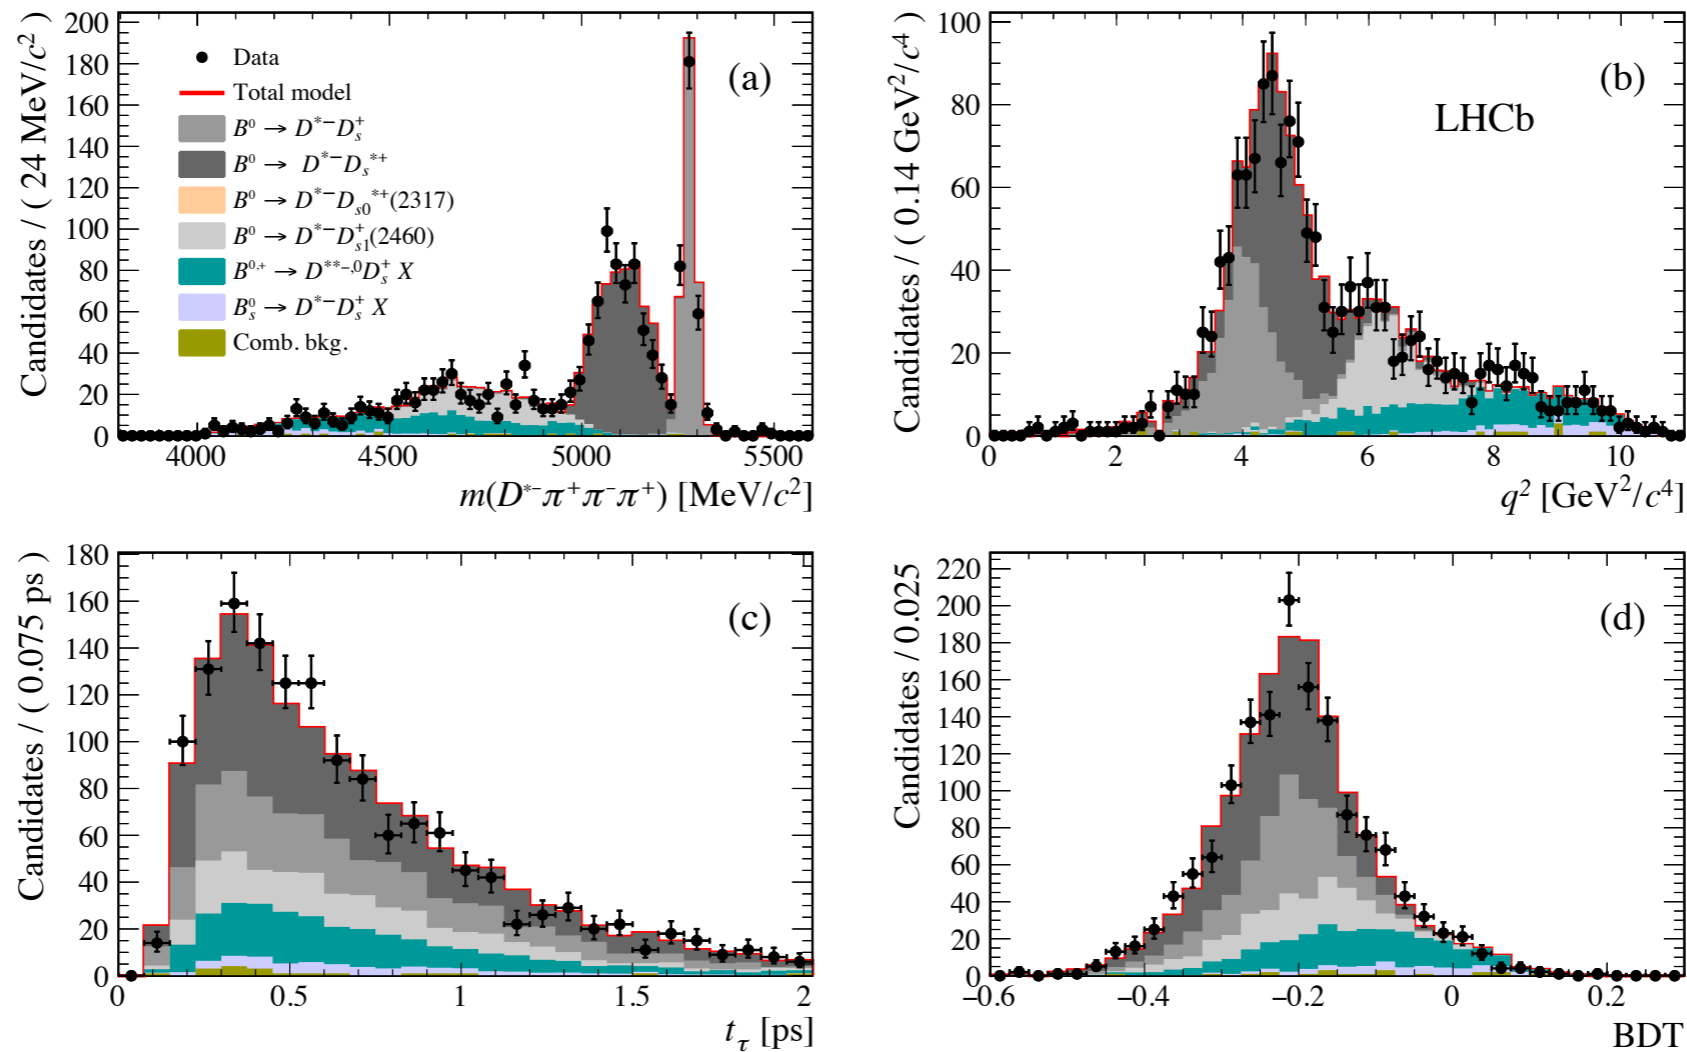 Candidates / ( 24 MeV/c²)
200
180
160
140
120
100
80
60
40
20
0
(a)
Data
Total model
B⁰ → D*⁻D_s⁺
B⁰ → D*⁻D_s*⁺
B⁰ → D*⁻D_s0*⁺(2317)
B⁰ → D*⁻D_s1⁺(2460)
B⁰,⁺ → D**⁻,⁰D_s⁺ X
B_s⁰ → D*⁻D_s⁺ X
Comb. bkg.
4000 4500 5000 5500
m(D*⁻π⁺π⁻π⁺) [MeV/c²]
Candidates / ( 0.14 GeV²/c⁴)
100
80
60
40
20
0
(b)
LHCb
0 2 4 6 8 10
q² [GeV²/c⁴]
Candidates / ( 0.075 ps )
180
160
140
120
100
80
60
40
20
0
(c)
0 0.5 1 1.5 2
t_τ [ps]
Candidates / 0.025
220
200
180
160
140
120
100
80
60
40
20
0
(d)
−0.6 −0.4 −0.2 0 0.2
BDT